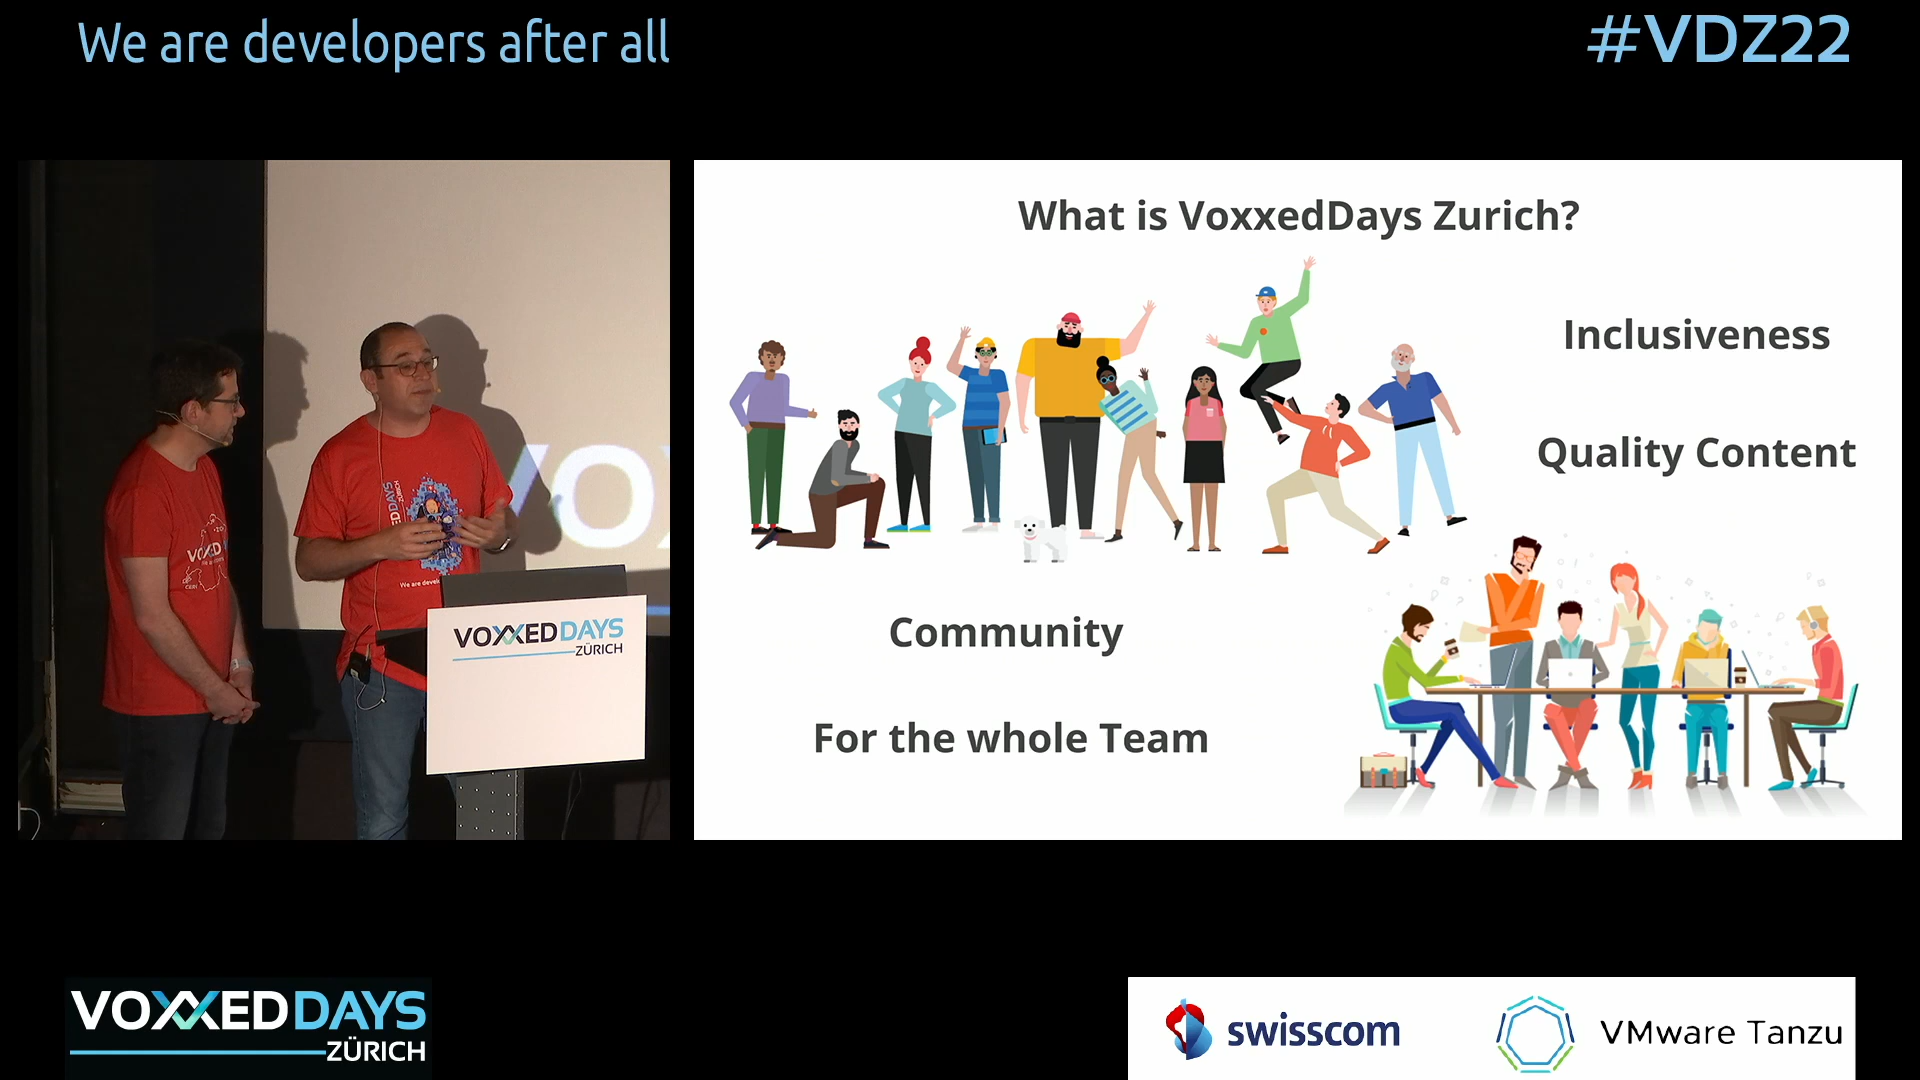 We are developers after all
#VDZ22
What is VoxxedDays Zurich?
Inclusiveness
Quality Content
Community
For the whole Team
VOXXED DAYS
ZÜRICH
VOXXED DAYS
ZÜRICH
swisscom
VMware Tanzu